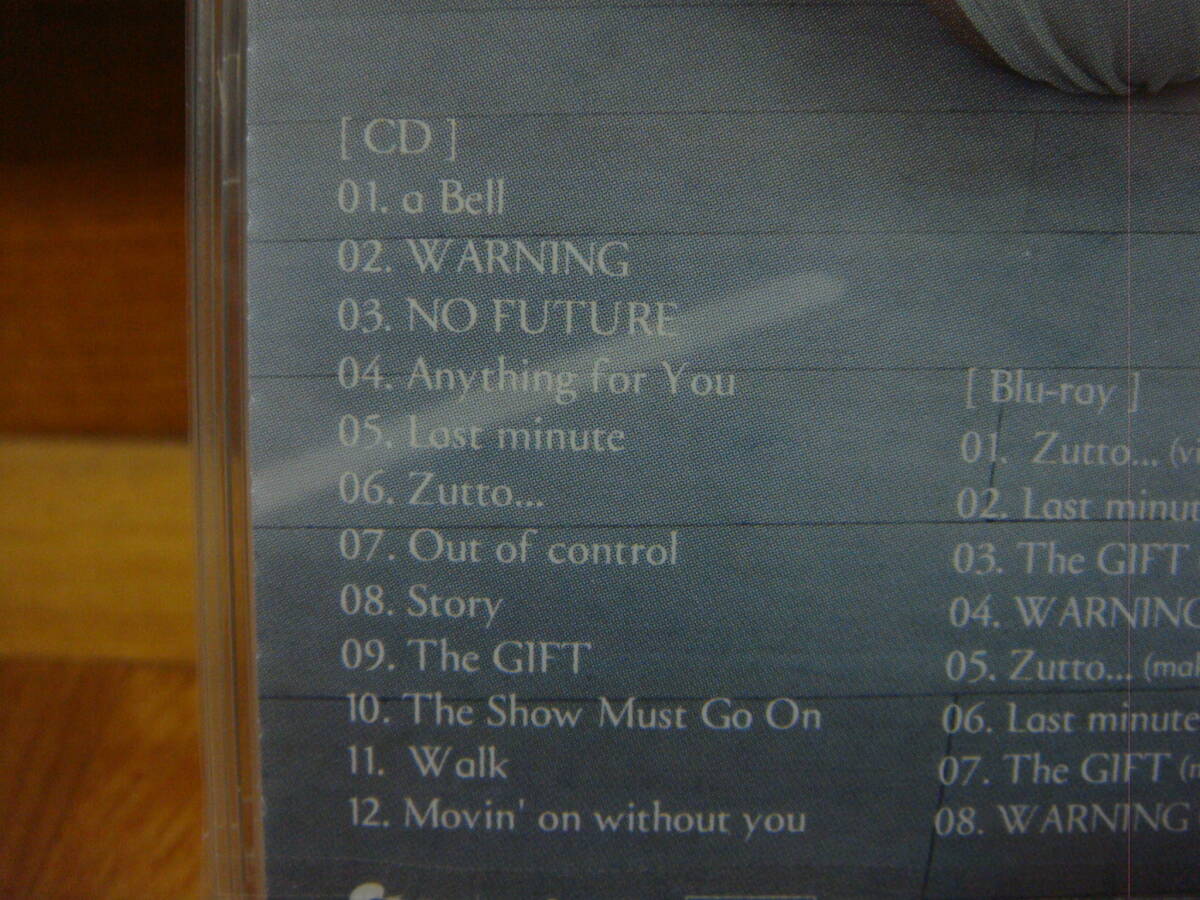 [ CD ]
01. a Bell
02. WARNING
03. NO FUTURE
04. Anything for You
05. Last minute
06. Zutto...
07. Out of control
08. Story
09. The GIFT
10. The Show Must Go On
11. Walk
12. Movin' on without you
[ Blu-ray ]
01. Zutto...
02. Last
03. The GIFT
04. WARNING
05. Zutto...
06. Last minute
07. The GIFT
08. WARNING